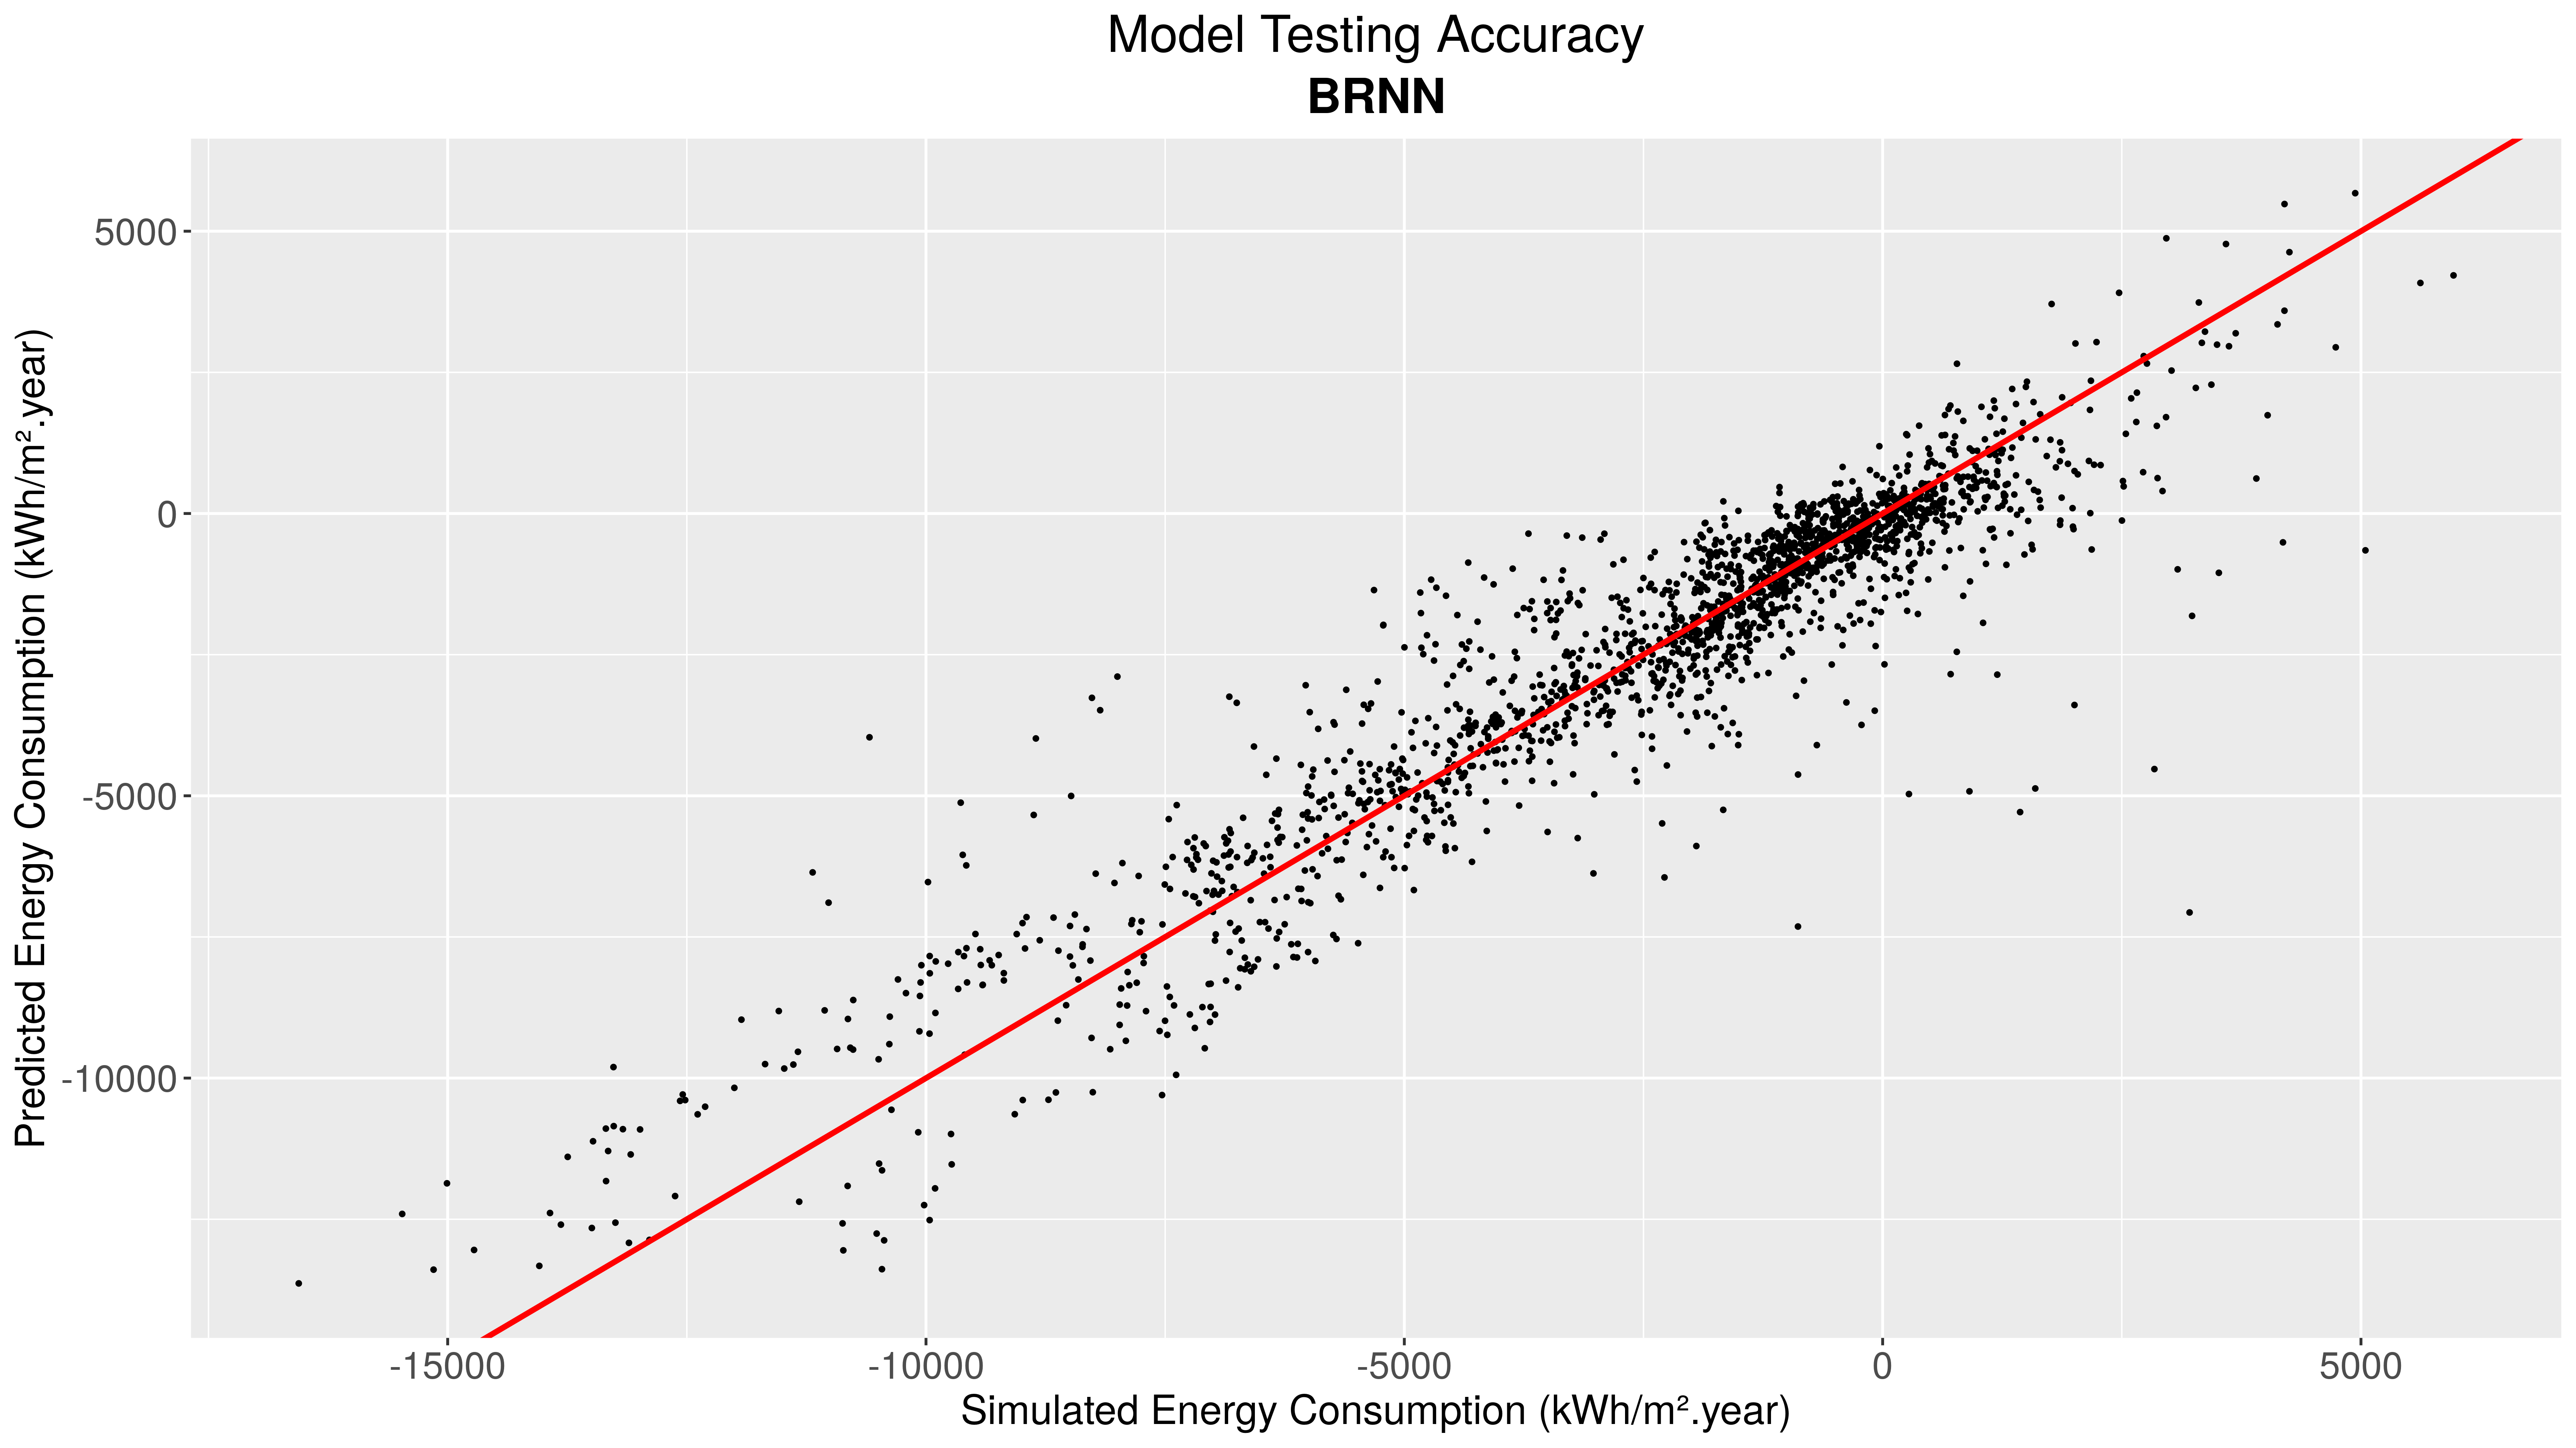 Model Testing Accuracy
BRNN
Predicted Energy Consumption (kWh/m².year)
5000
0
-5000
-10000
-15000
-10000
-5000
0
5000
Simulated Energy Consumption (kWh/m².year)